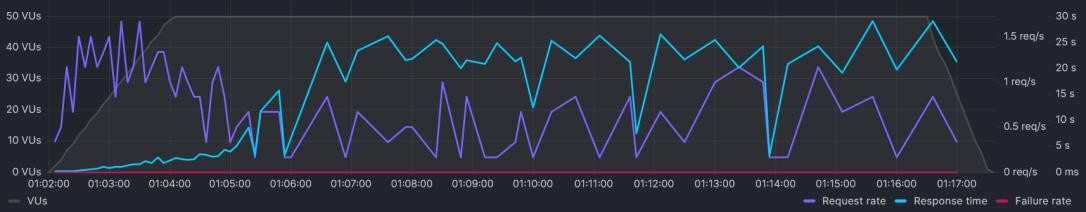 50 VUs
40 VUs
30 VUs
20 VUs
10 VUs
0 VUs
1.5 req/s
1 req/s
0.5 req/s
0 req/s
30 s
25 s
20 s
15 s
10 s
5 s
0 ms
01:02:00 01:03:00 01:04:00 01:05:00 01:06:00 01:07:00 01:08:00 01:09:00 01:10:00 01:11:00 01:12:00 01:13:00 01:14:00 01:15:00 01:16:00 01:17:00
VUs Request rate Response time Failure rate